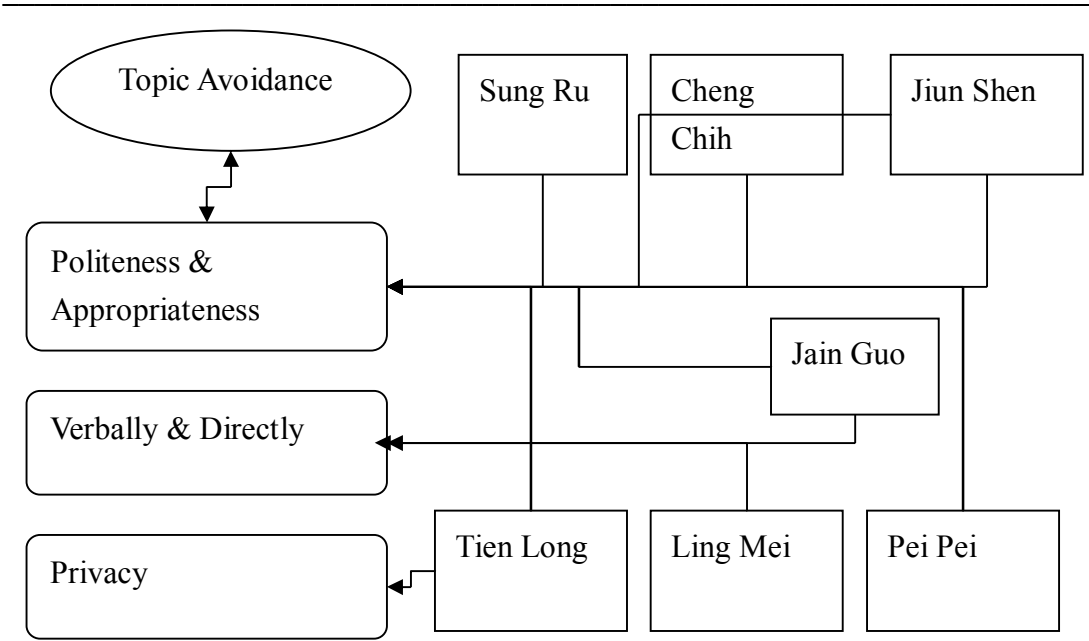 Topic Avoidance
Sung Ru
Cheng
Chih
Jiun Shen
Politeness &
Appropriateness
Jain Guo
Verbally & Directly
Tien Long
Ling Mei
Pei Pei
Privacy